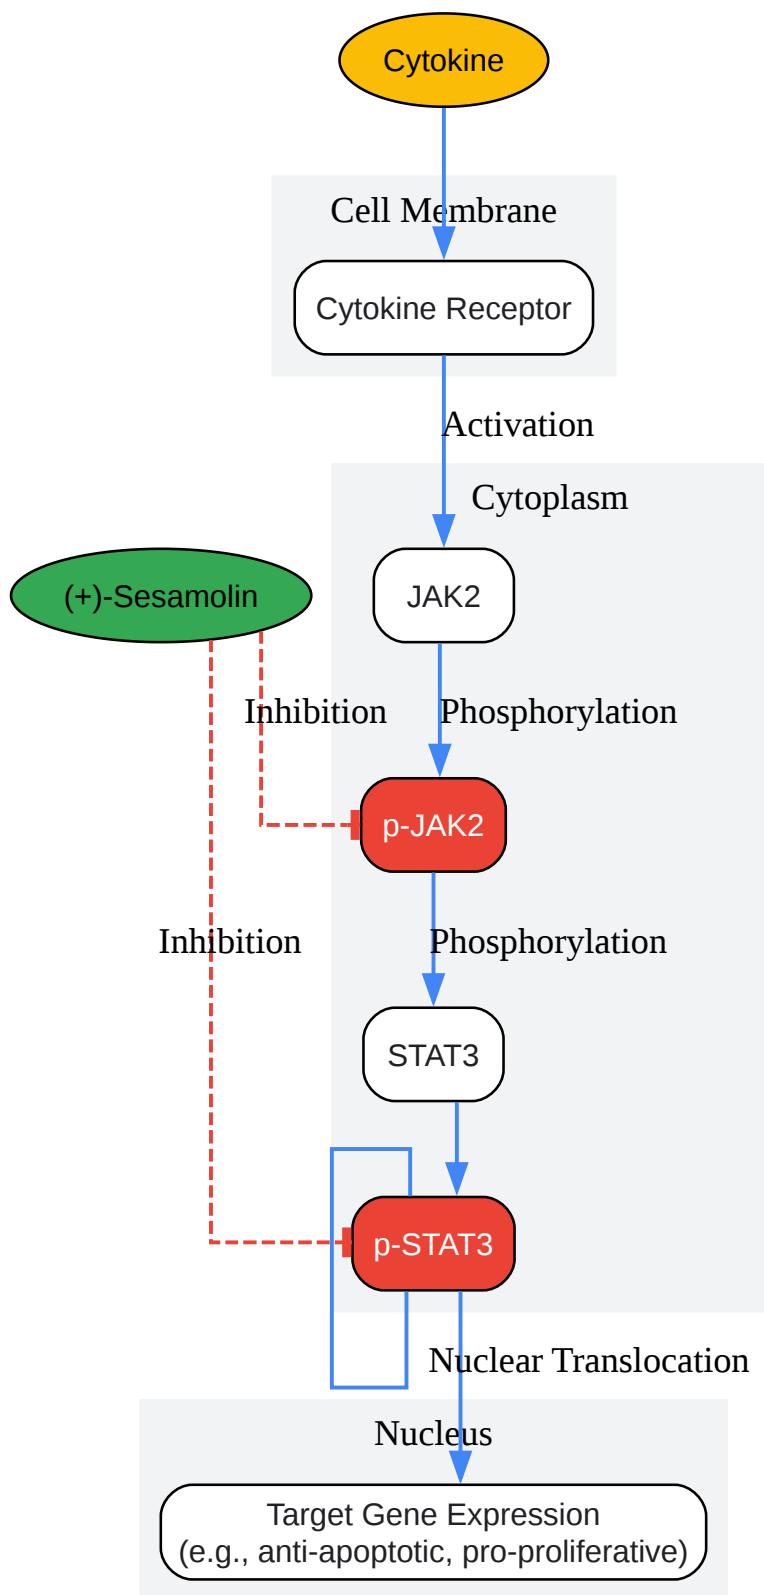 Cytokine
Cell Membrane
Cytokine Receptor
Activation
Cytoplasm
(+)-Sesamolin
JAK2
Inhibition
Phosphorylation
p-JAK2
Inhibition
Phosphorylation
STAT3
p-STAT3
Nuclear Translocation
Nucleus
Target Gene Expression
(e.g., anti-apoptotic, pro-proliferative)